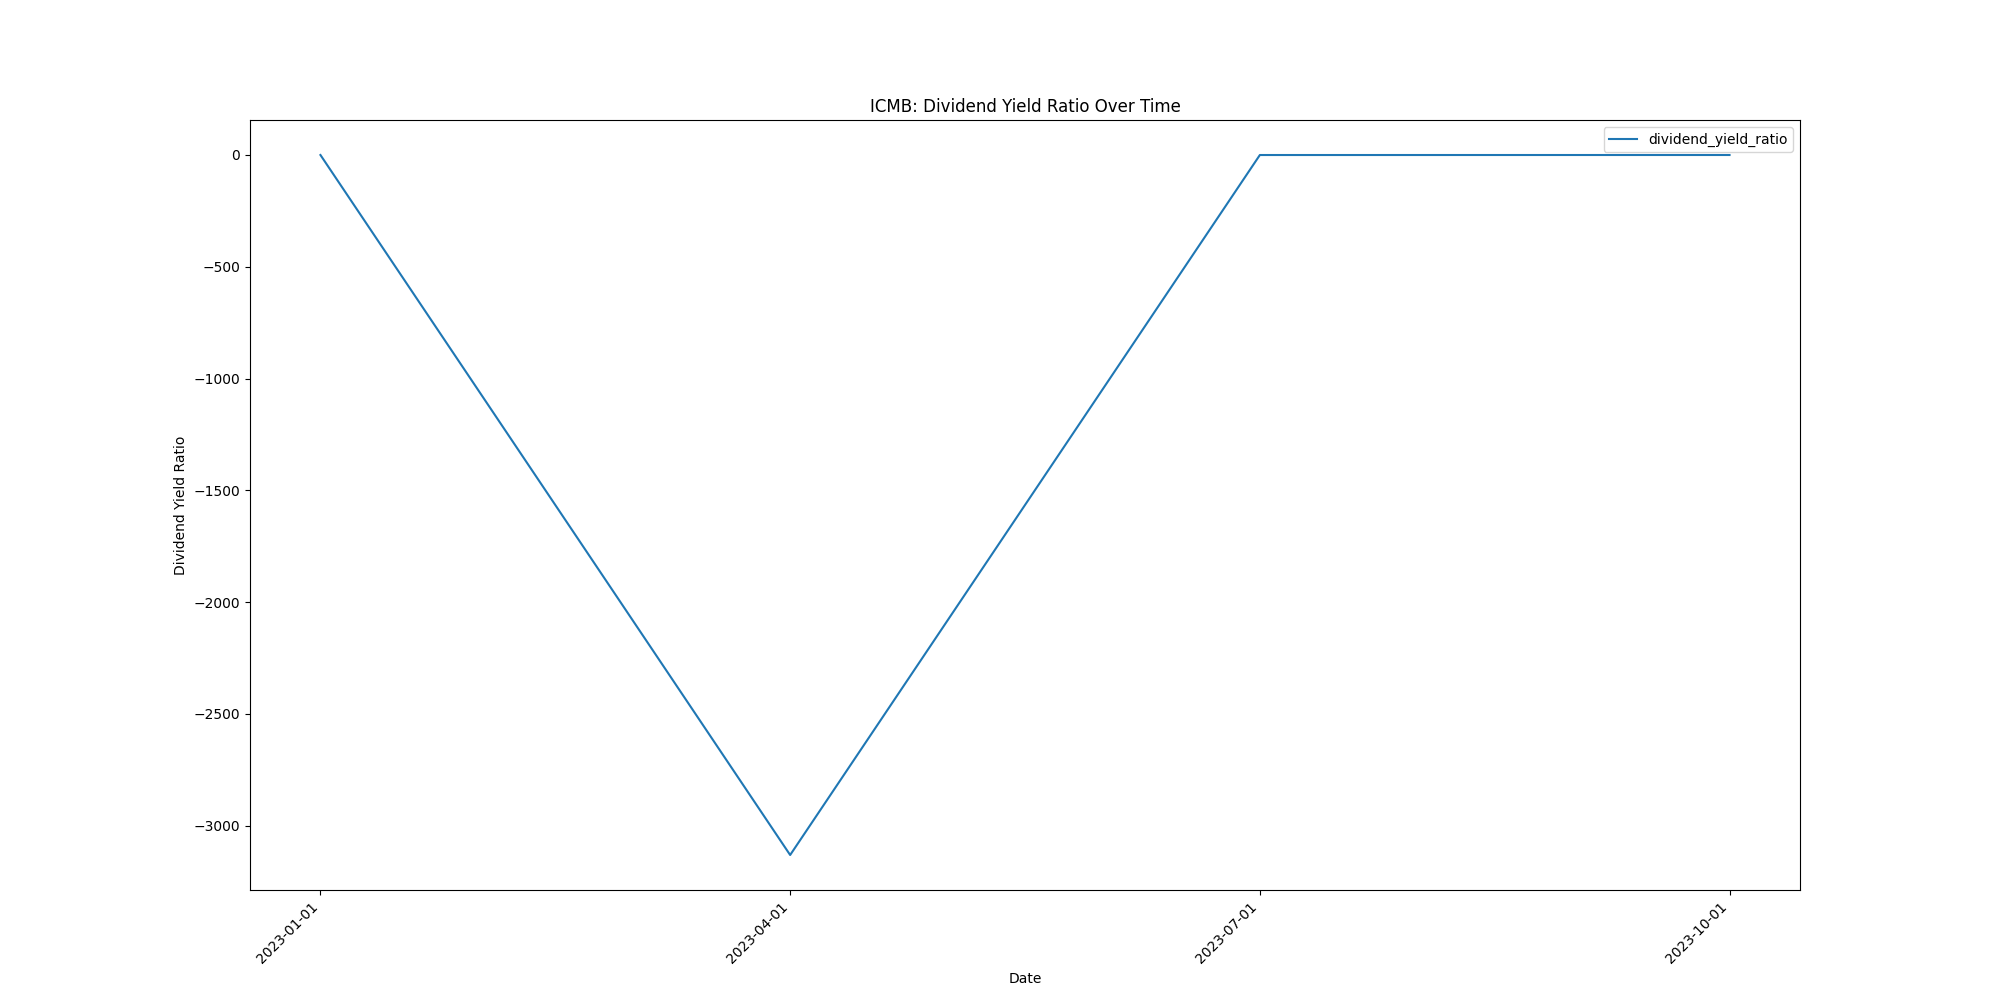 ICMB: Dividend Yield Ratio Over Time
dividend_yield_ratio
0
−500
−1000
−1500
−2000
−2500
−3000
Dividend Yield Ratio
2023-01-01
2023-04-01
2023-07-01
2023-10-01
Date